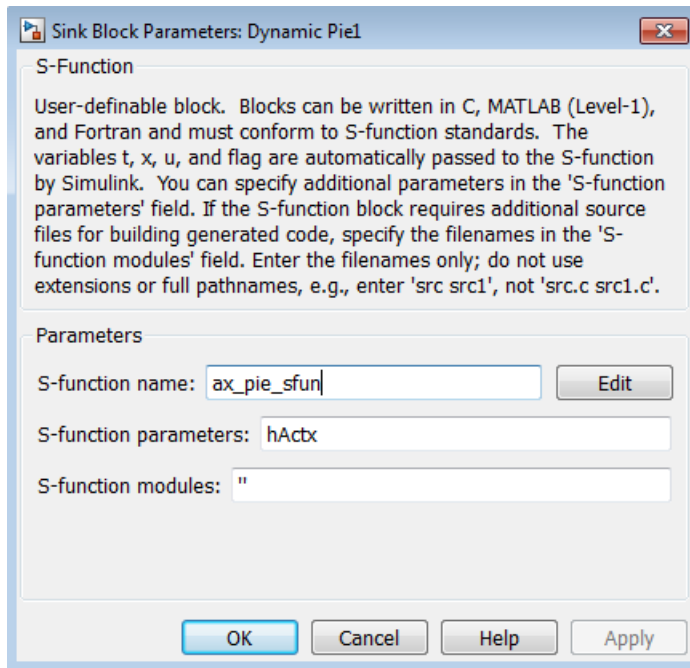 Sink Block Parameters: Dynamic Pie1
S-Function
User-definable block.  Blocks can be written in C, MATLAB (Level-1),
and Fortran and must conform to S-function standards.  The
variables t, x, u, and flag are automatically passed to the S-function
by Simulink.  You can specify additional parameters in the 'S-function
parameters' field. If the S-function block requires additional source
files for building generated code, specify the filenames in the 'S-
function modules' field. Enter the filenames only; do not use
extensions or full pathnames, e.g., enter 'src src1', not 'src.c src1.c'.
Parameters
S-function name: ax_pie_sfun Edit
S-function parameters: hActx
S-function modules: ''
OK Cancel Help Apply